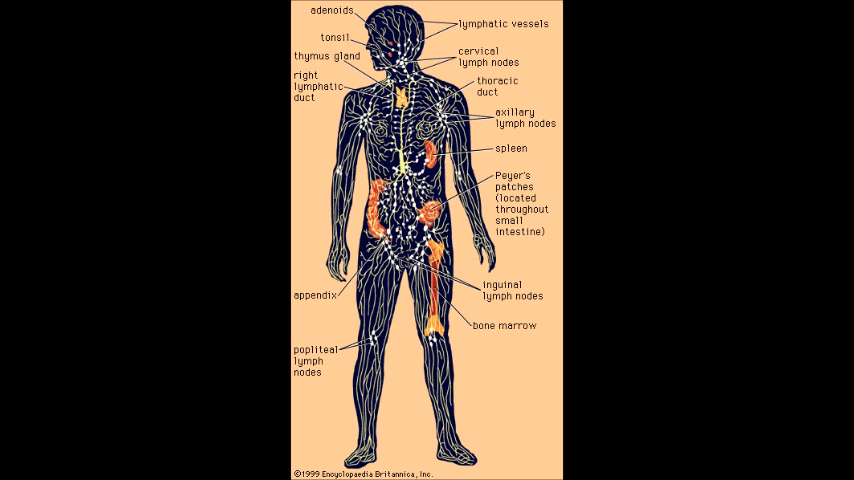 adenoids
tonsil
thymus gland
right
lymphatic
duct
lymphatic vessels
cervical
lymph nodes
thoracic
duct
axillary
lymph nodes
spleen
Peyer's
patches
(located
throughout
small
intestine)
appendix
inguinal
lymph nodes
bone marrow
popliteal
lymph
nodes
©1999 Encyclopaedia Britannica, Inc.